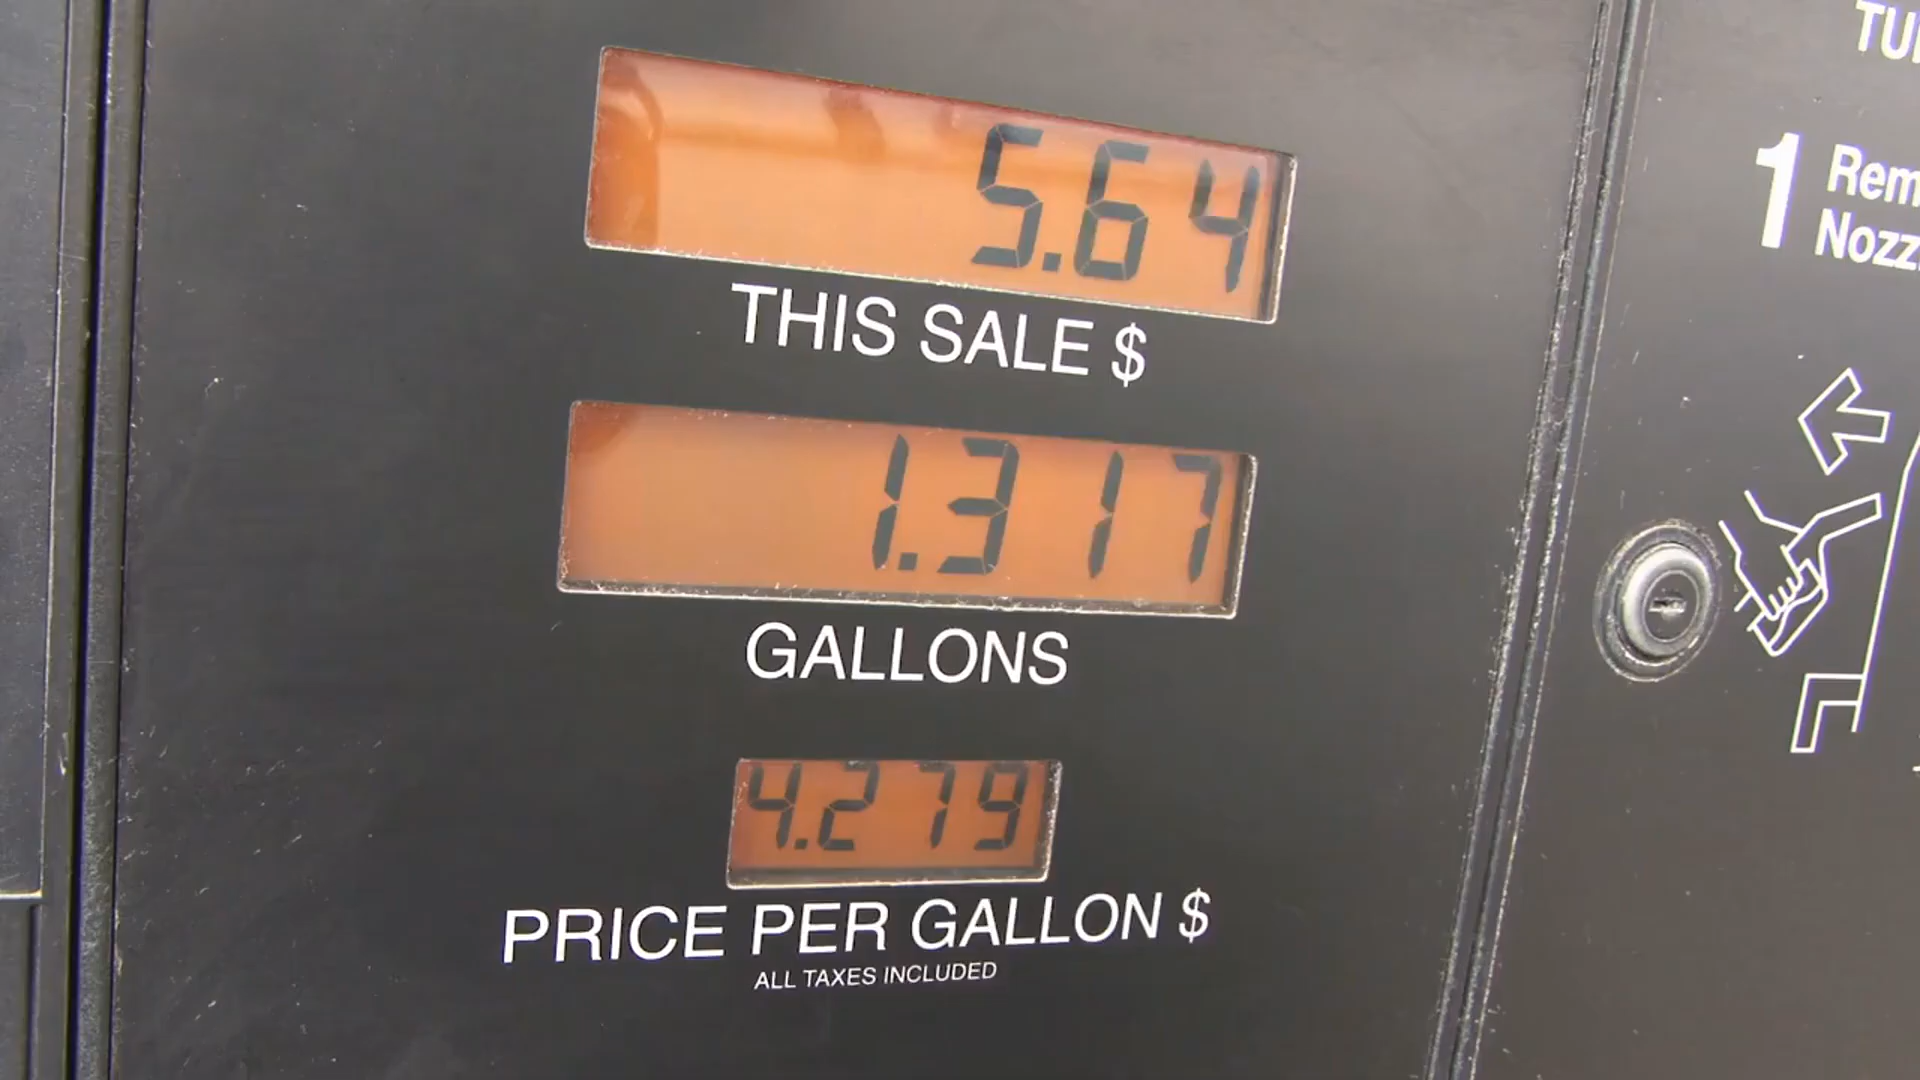 5.64
THIS SALE $
1.317
GALLONS
4.279
PRICE PER GALLON $
ALL TAXES INCLUDED
1